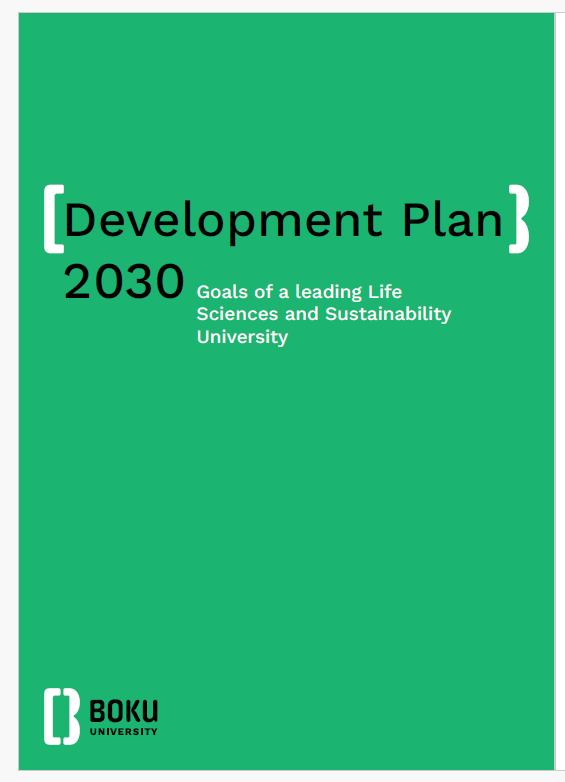 Development Plan
2030
Goals of a leading Life
Sciences and Sustainability
University
BOKU
UNIVERSITY